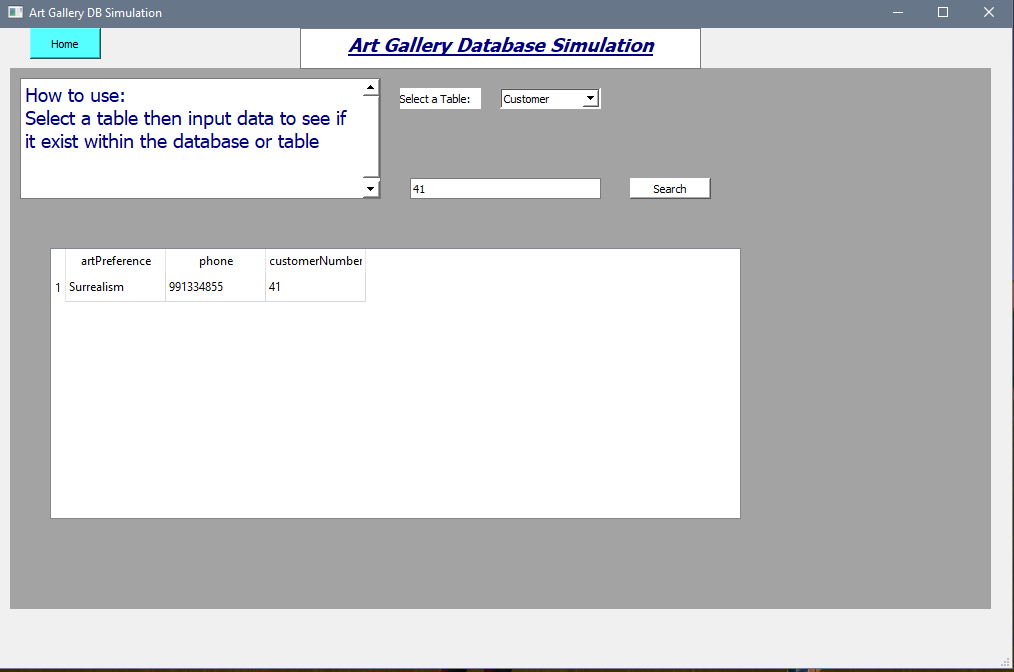 Art Gallery DB Simulation
Home
Art Gallery Database Simulation
How to use:
Select a table then input data to see if
it exist within the database or table
Select a Table:
Customer
41
Search
artPreference phone customerNumber
1 Surrealism 991334855 41